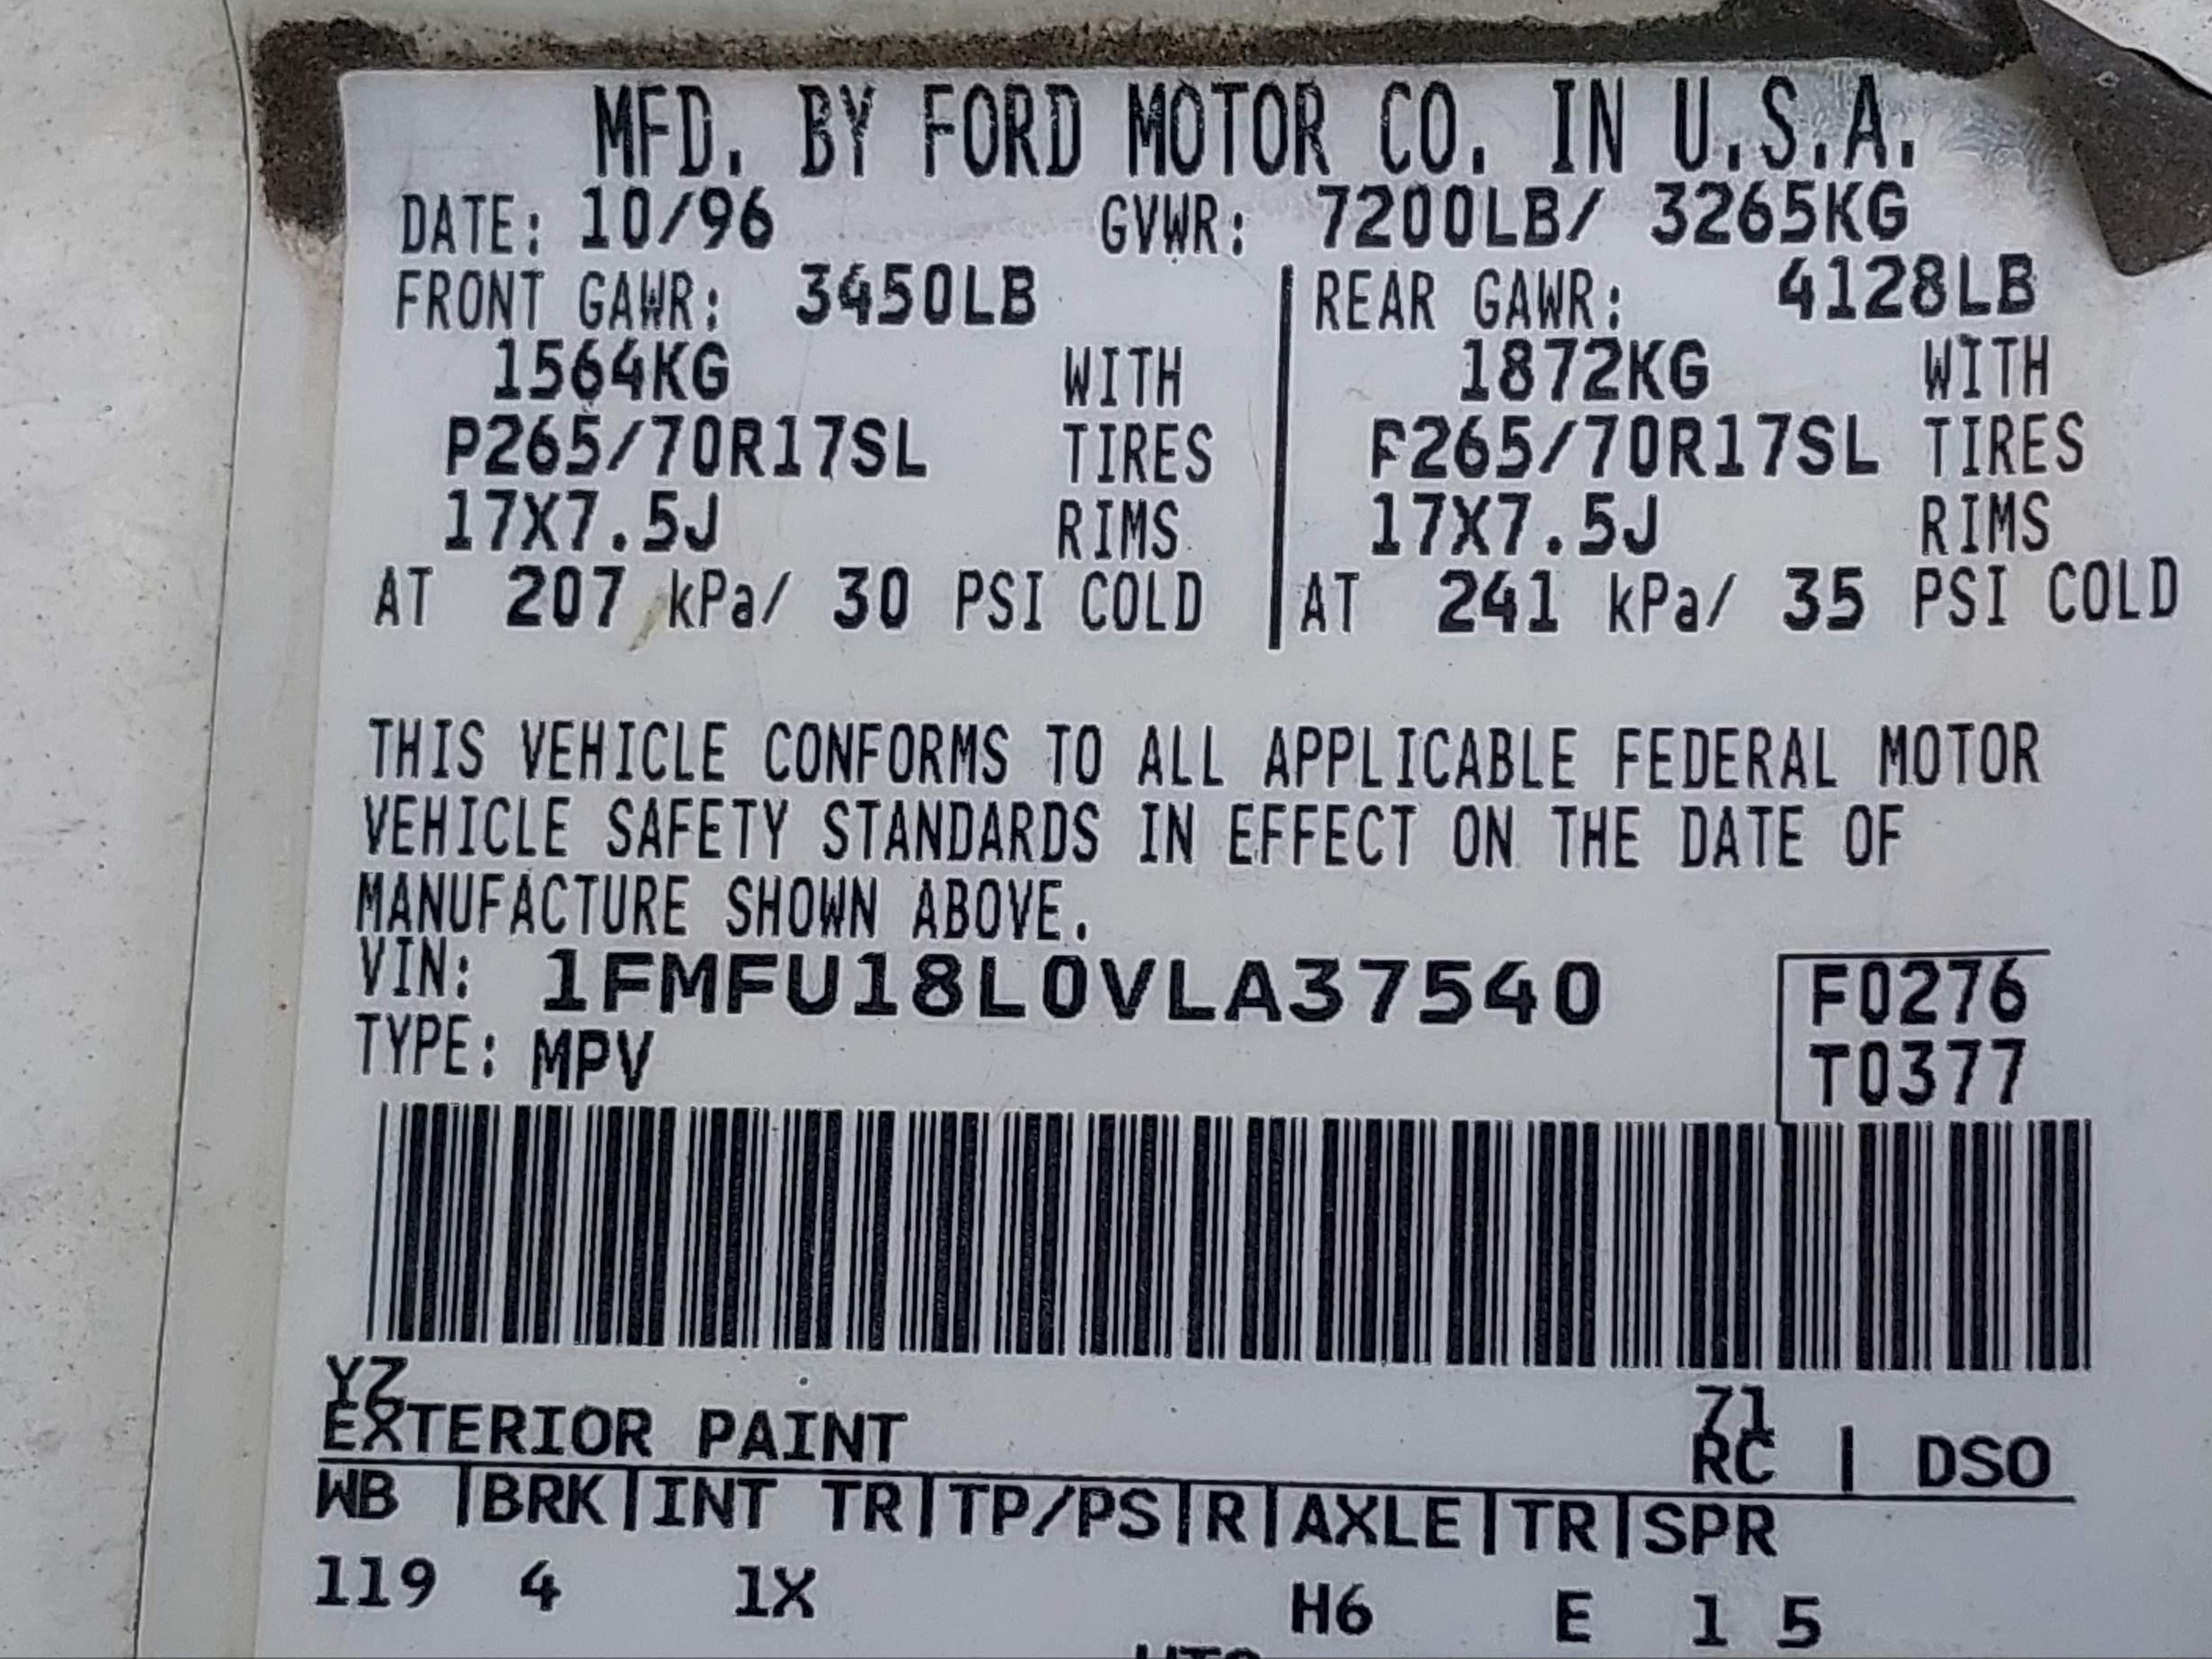 MFD. BY FORD MOTOR CO. IN U.S.A.
DATE: 10/96 GVWR: 7200LB/ 3265KG
FRONT GAWR: 3450LB REAR GAWR: 4128LB
1564KG WITH 1872KG WITH
P265/70R17SL TIRES P265/70R17SL TIRES
17X7.5J RIMS 17X7.5J RIMS
AT 207 kPa/ 30 PSI COLD AT 241 kPa/ 35 PSI COLD
THIS VEHICLE CONFORMS TO ALL APPLICABLE FEDERAL MOTOR
VEHICLE SAFETY STANDARDS IN EFFECT ON THE DATE OF
MANUFACTURE SHOWN ABOVE.
VIN: 1FMFU18L0VLA37540 F0276
TYPE: MPV T0377
YZ 71
EXTERIOR PAINT RC | DSO
WB |BRK|INT TR|TP/PS|R|AXLE|TR|SPR
119 4 1X H6 E 1 5